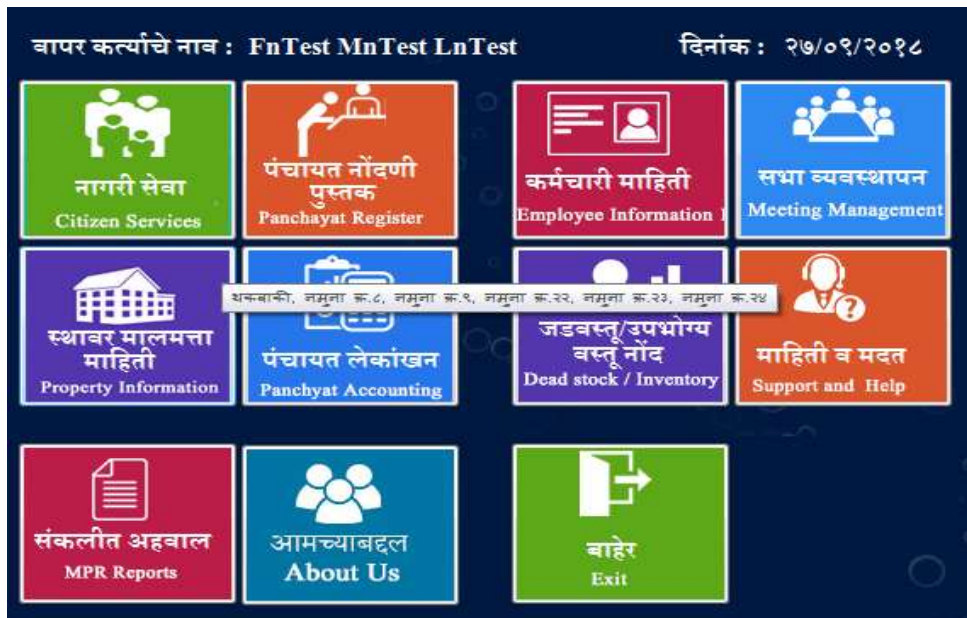 वापर कर्त्याचे नाव : FnTest MnTest LnTest
दिनांक : २७/०९/२०१८
नागरी सेवा
Citizen Services
पंचायत नोंदणी
पुस्तक
Panchayat Register
कर्मचारी माहिती
Employee Information
सभा व्यवस्थापन
Meeting Management
थकबाकी, नमुना क्र.८, नमुना क्र.९, नमुना क्र.२२, नमुना क्र.२३, नमुना क्र.२४
स्थावर मालमत्ता
माहिती
Property Information
पंचायत लेकांखन
Panchyat Accounting
जडवस्तू/उपभोग्य
वस्तू नोंद
Dead stock / Inventory
माहिती व मदत
Support and Help
संकलीत अहवाल
MPR Reports
आमच्याबद्दल
About Us
बाहेर
Exit